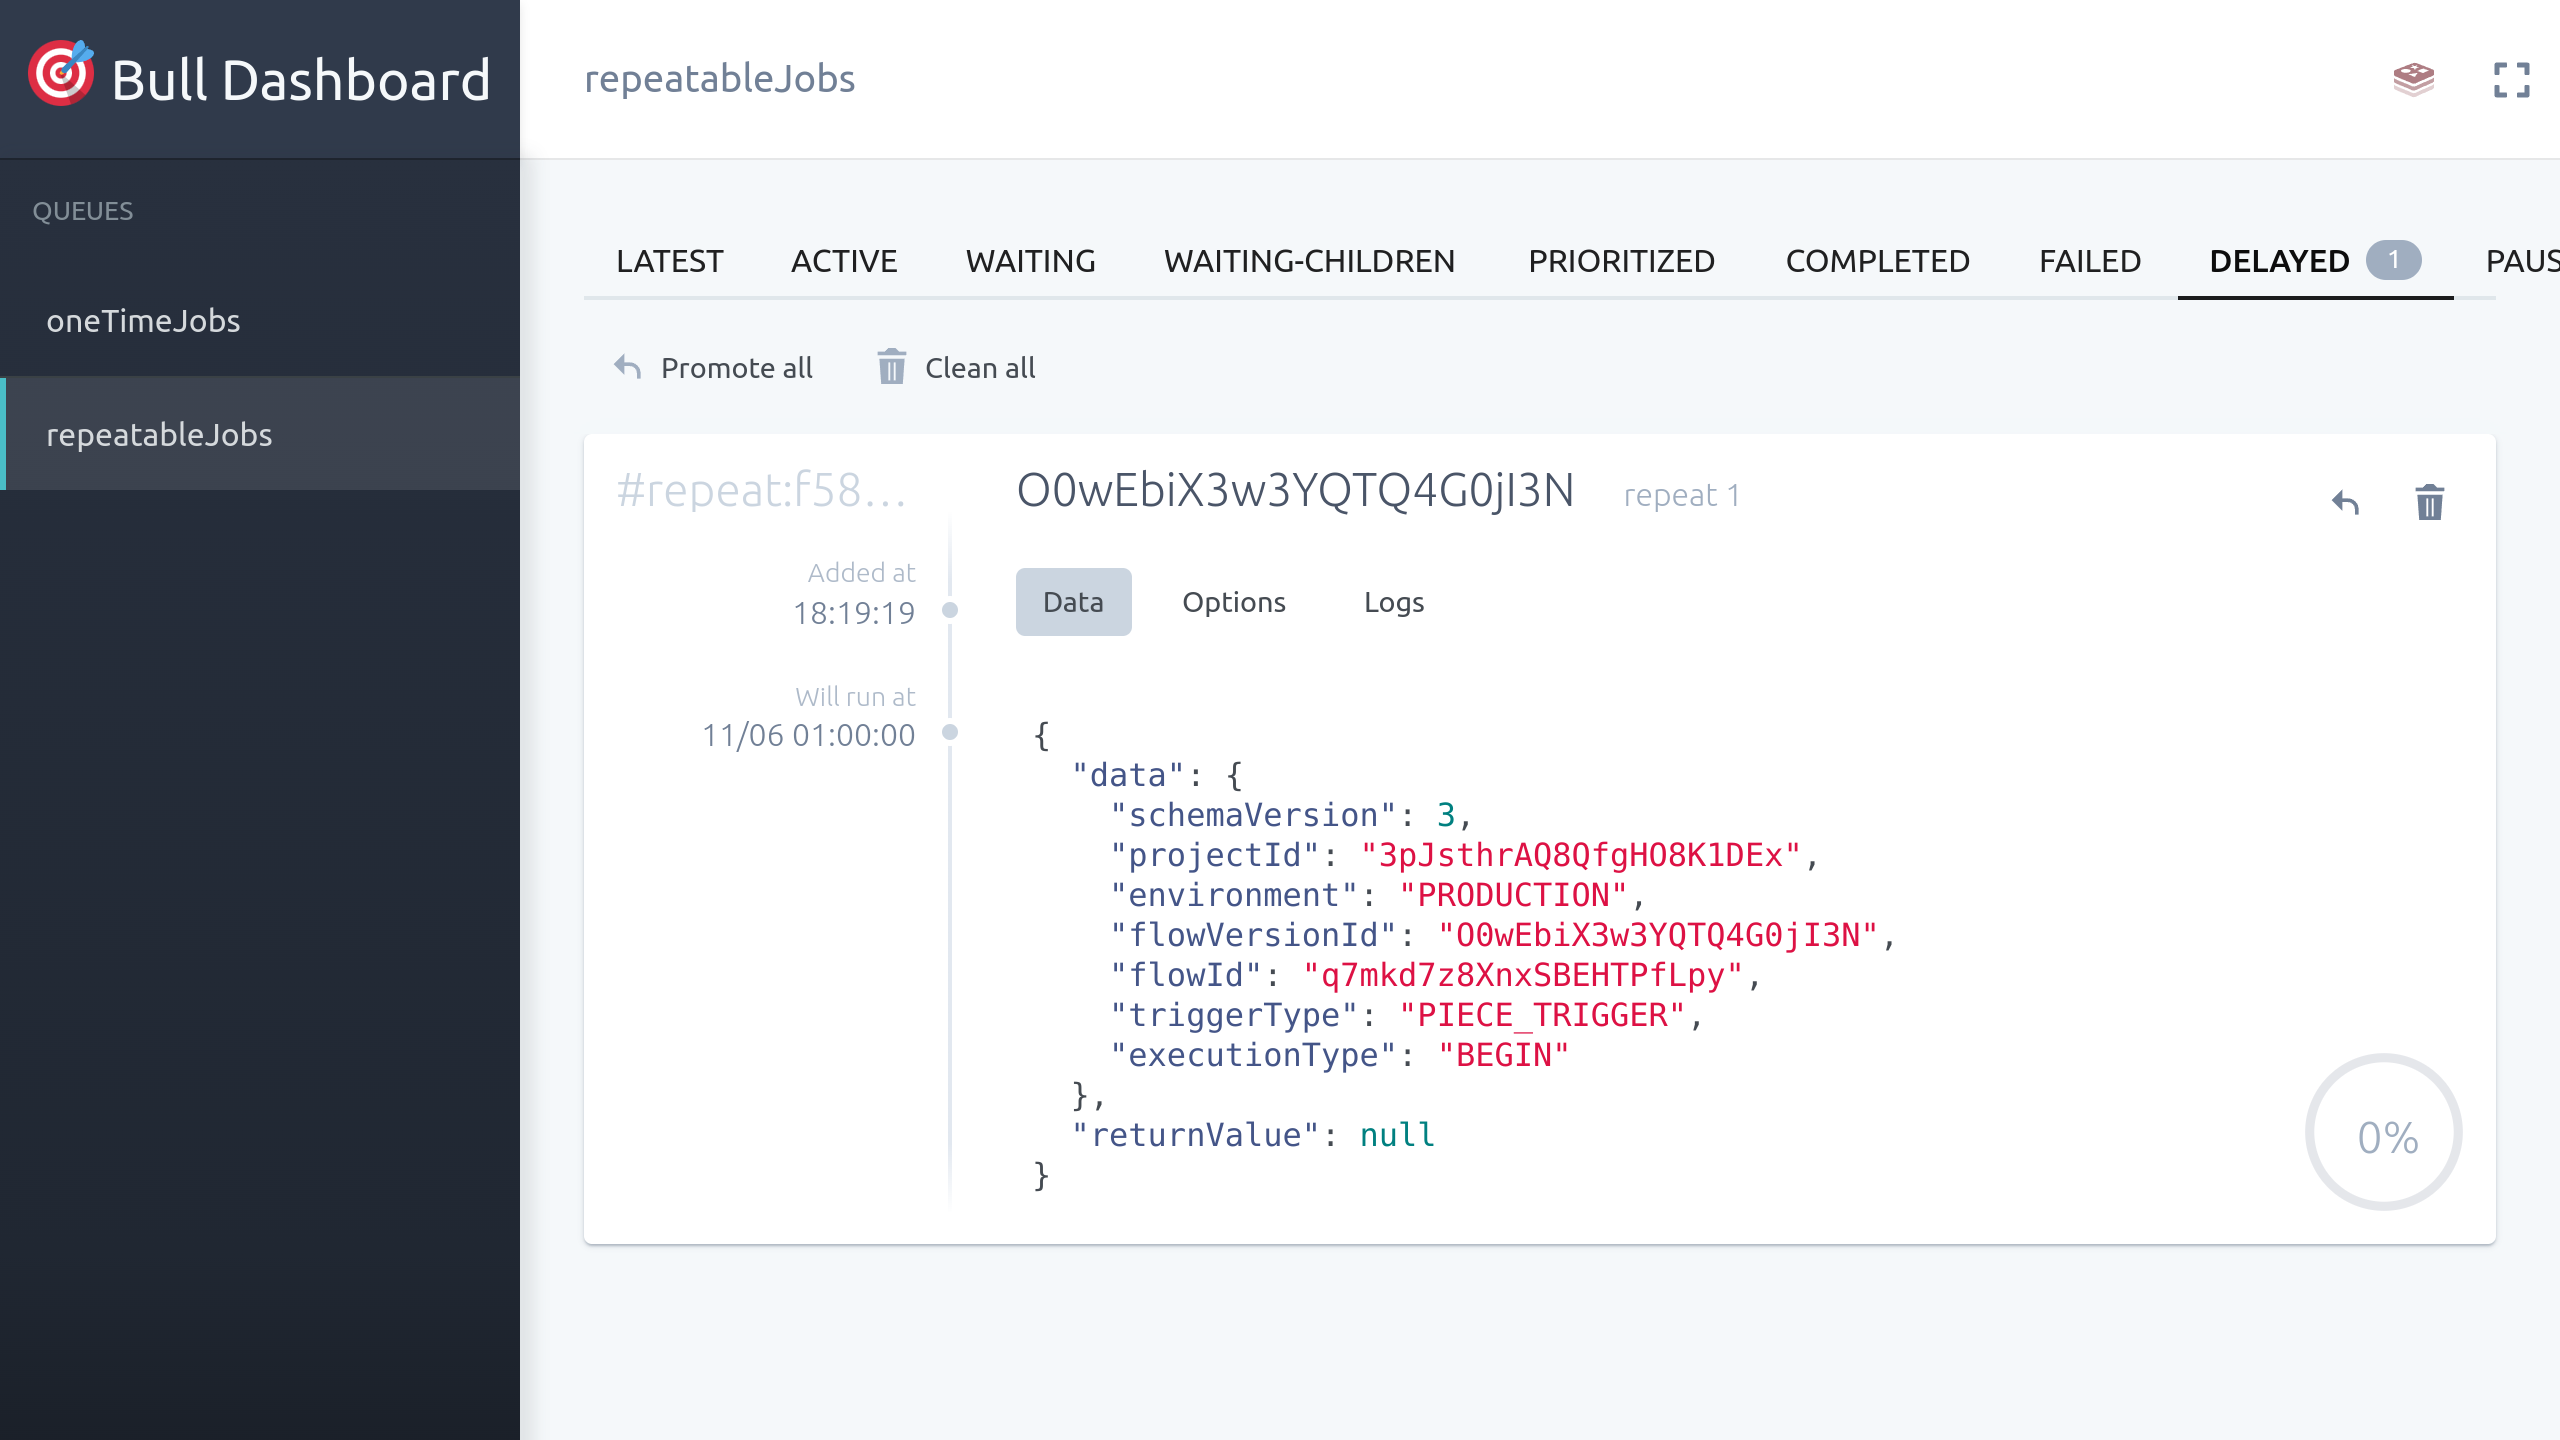 Bull Dashboard
repeatableJobs
QUEUES
oneTimeJobs
repeatableJobs
LATEST ACTIVE WAITING WAITING-CHILDREN PRIORITIZED COMPLETED FAILED DELAYED 1 PAUS
Promote all Clean all
#repeat:f58... O0wEbiX3w3YQTQ4G0jI3N repeat 1
Added at
18:19:19
Will run at
11/06 01:00:00
Data Options Logs
{
"data": {
"schemaVersion": 3,
"projectId": "3pJsthrAQ8QfgHO8K1DEx",
"environment": "PRODUCTION",
"flowVersionId": "O0wEbiX3w3YQTQ4G0jI3N",
"flowId": "q7mkd7z8XnxSBEHTPfLpy",
"triggerType": "PIECE_TRIGGER",
"executionType": "BEGIN"
},
"returnValue": null
}
0%